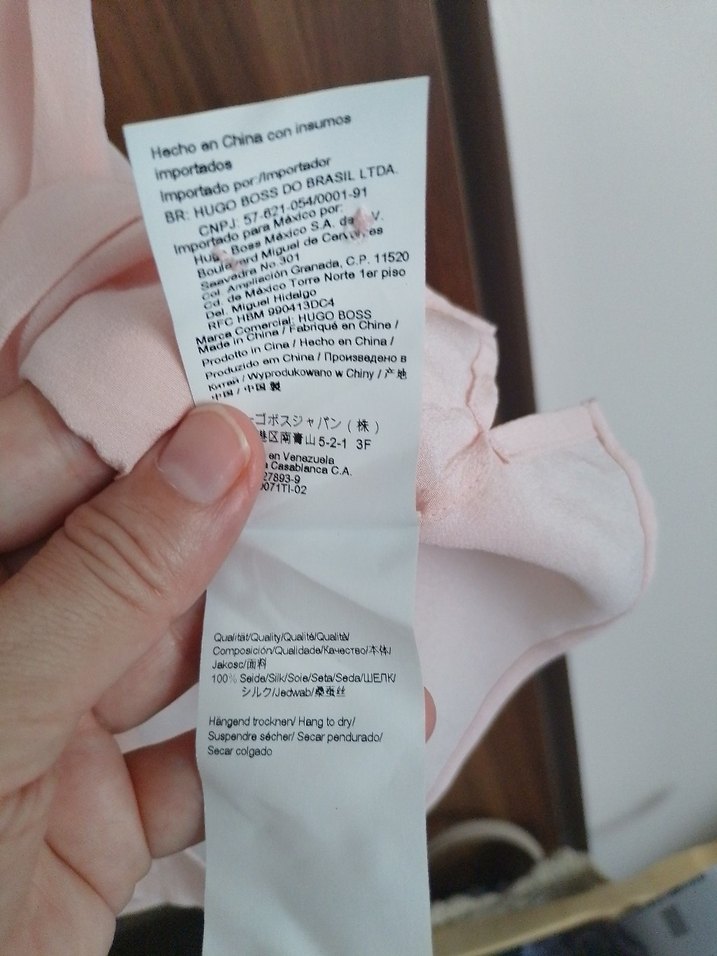 Hecho en China con insumos
importados
Importado por:/Importador
BR: HUGO BOSS DO BRASIL LTDA.
CNPJ: 57-621-054/0001-91
Importado para México por:
Boss México S.A. de V.
Miguel de
Saavedra No.301
Col. Ampliación Granada, C.P. 11520
Cd. de México Torre Norte 1er piso
Del. Miguel Hidalgo
RFC HBM 990413DC4
Marca Comercial: HUGO BOSS
Made in China / Fabriqué en Chine /
Prodotto in Cina / Hecho en China /
Produzido em China / Произведено в
Китай / Wyprodukowano w Chiny / 产地
中国 / 中国 製
ーゴボスジャパン (株)
港区南青山 5-2-1 3F
en Venezuela
a Casablanca C.A.
27893-9
0071TI-02
Qualität/Quality/Qualité/Qualità/
Composición/Qualidade/Качество/本体/
Jakosc/面料
100% Seide/Silk/Soie/Seta/Seda/ШЕЛК/
シルク/Jedwab/桑蚕丝
Hängend trocknen/ Hang to dry/
Suspendre sécher/ Secar pendurado/
Secar colgado